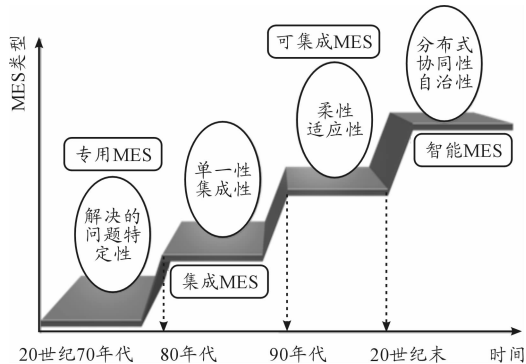 MES类型
可集成MES
分布式
协同性
自治性
柔性
适应性
专用MES
单一性
集成性
智能MES
解决的
问题特
定性
集成MES
20世纪70年代
80年代
90年代
20世纪末
时间